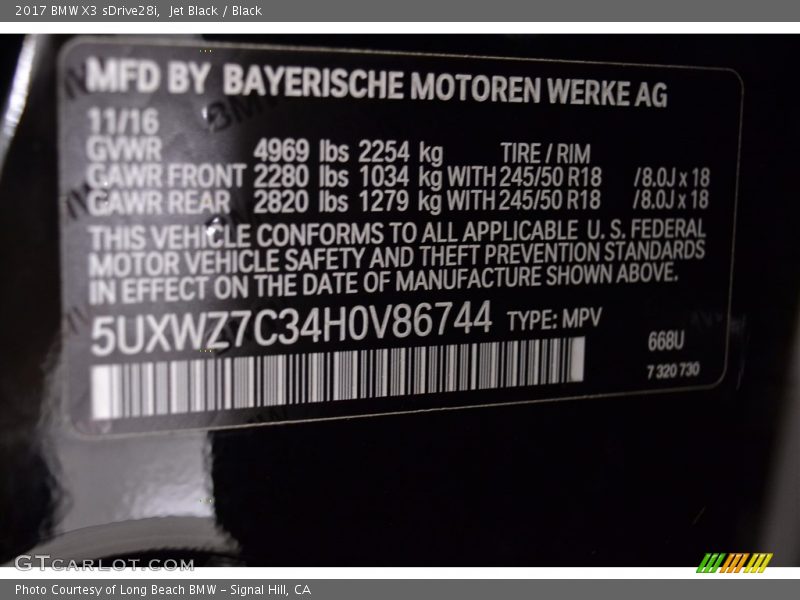 2017 BMW X3 sDrive28i, Jet Black / Black
MFD BY BAYERISCHE MOTOREN WERKE AG
11/16
GVWR 4969 lbs 2254 kg TIRE / RIM
GAWR FRONT 2280 lbs 1034 kg WITH 245/50 R18 /8.0J x 18
GAWR REAR 2820 lbs 1279 kg WITH 245/50 R18 /8.0J x 18
THIS VEHICLE CONFORMS TO ALL APPLICABLE U. S. FEDERAL
MOTOR VEHICLE SAFETY AND THEFT PREVENTION STANDARDS
IN EFFECT ON THE DATE OF MANUFACTURE SHOWN ABOVE.
5UXWZ7C34H0V86744 TYPE: MPV
668U
7 320 730
GTCARLOT.COM
Photo Courtesy of Long Beach BMW - Signal Hill, CA